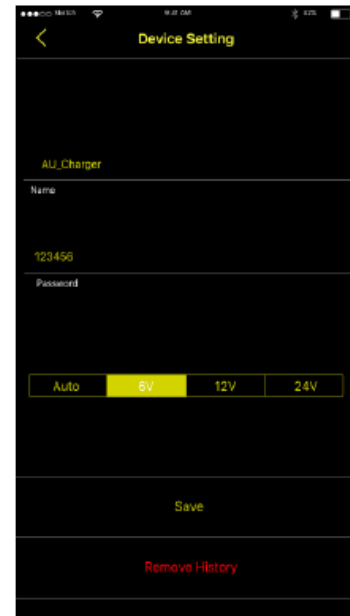 Device Setting
AU_Charger
Name
123456
Password
Auto 6V 12V 24V
Save
Remove History